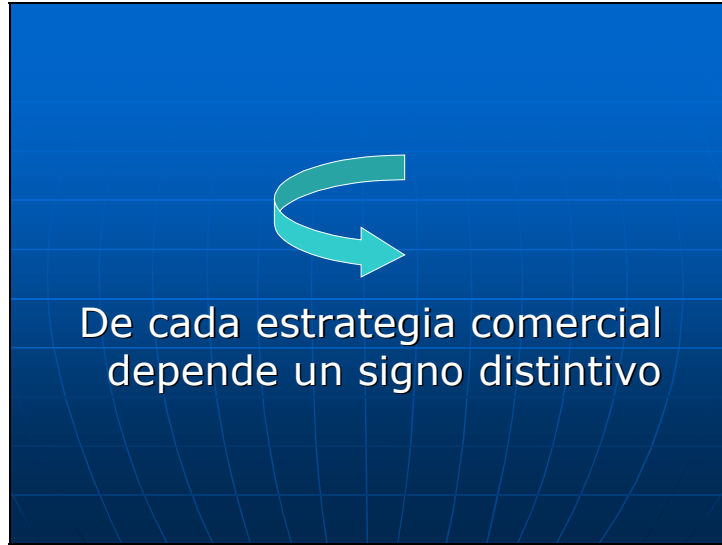 De cada estrategia comercial
depende un signo distintivo